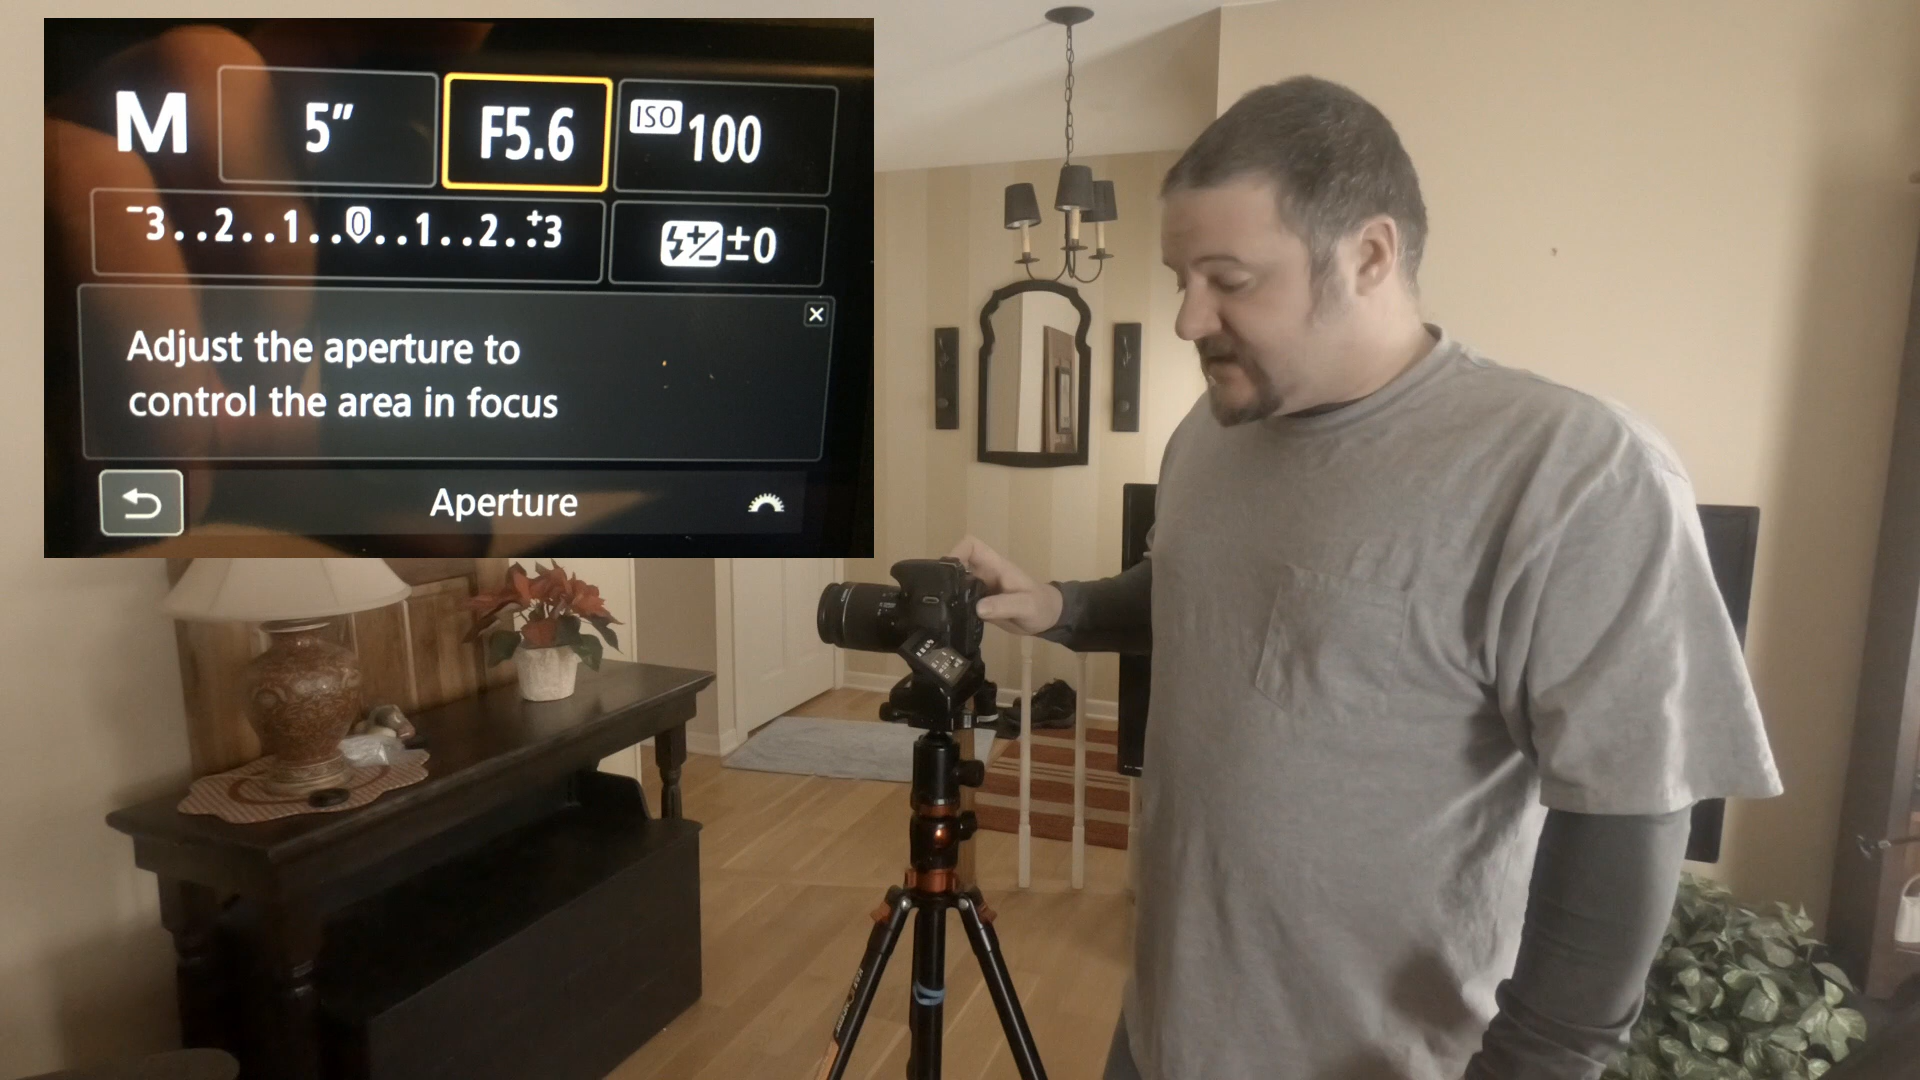 M 5" F5.6 ISO 100
-3..2..1..0..1..2..+3 ±0
Adjust the aperture to
control the area in focus
Aperture